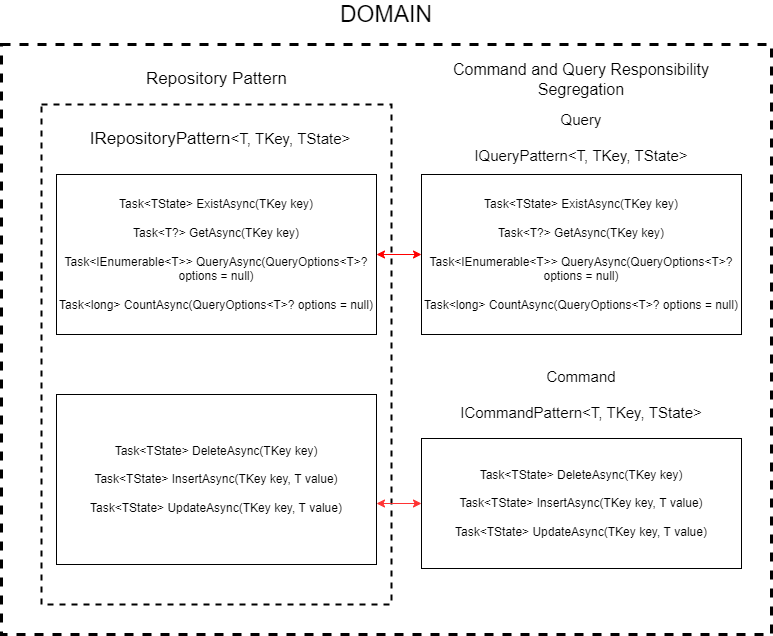 DOMAIN
Repository Pattern
IRepositoryPattern<T, TKey, TState>
Task<TState> ExistAsync(TKey key)
Task<T?> GetAsync(TKey key)
Task<IEnumerable<T>> QueryAsync(QueryOptions<T>?
options = null)
Task<long> CountAsync(QueryOptions<T>? options = null)
Task<TState> DeleteAsync(TKey key)
Task<TState> InsertAsync(TKey key, T value)
Task<TState> UpdateAsync(TKey key, T value)
Command and Query Responsibility
Segregation
Query
IQueryPattern<T, TKey, TState>
Task<TState> ExistAsync(TKey key)
Task<T?> GetAsync(TKey key)
Task<IEnumerable<T>> QueryAsync(QueryOptions<T>?
options = null)
Task<long> CountAsync(QueryOptions<T>? options = null)
Command
ICommandPattern<T, TKey, TState>
Task<TState> DeleteAsync(TKey key)
Task<TState> InsertAsync(TKey key, T value)
Task<TState> UpdateAsync(TKey key, T value)